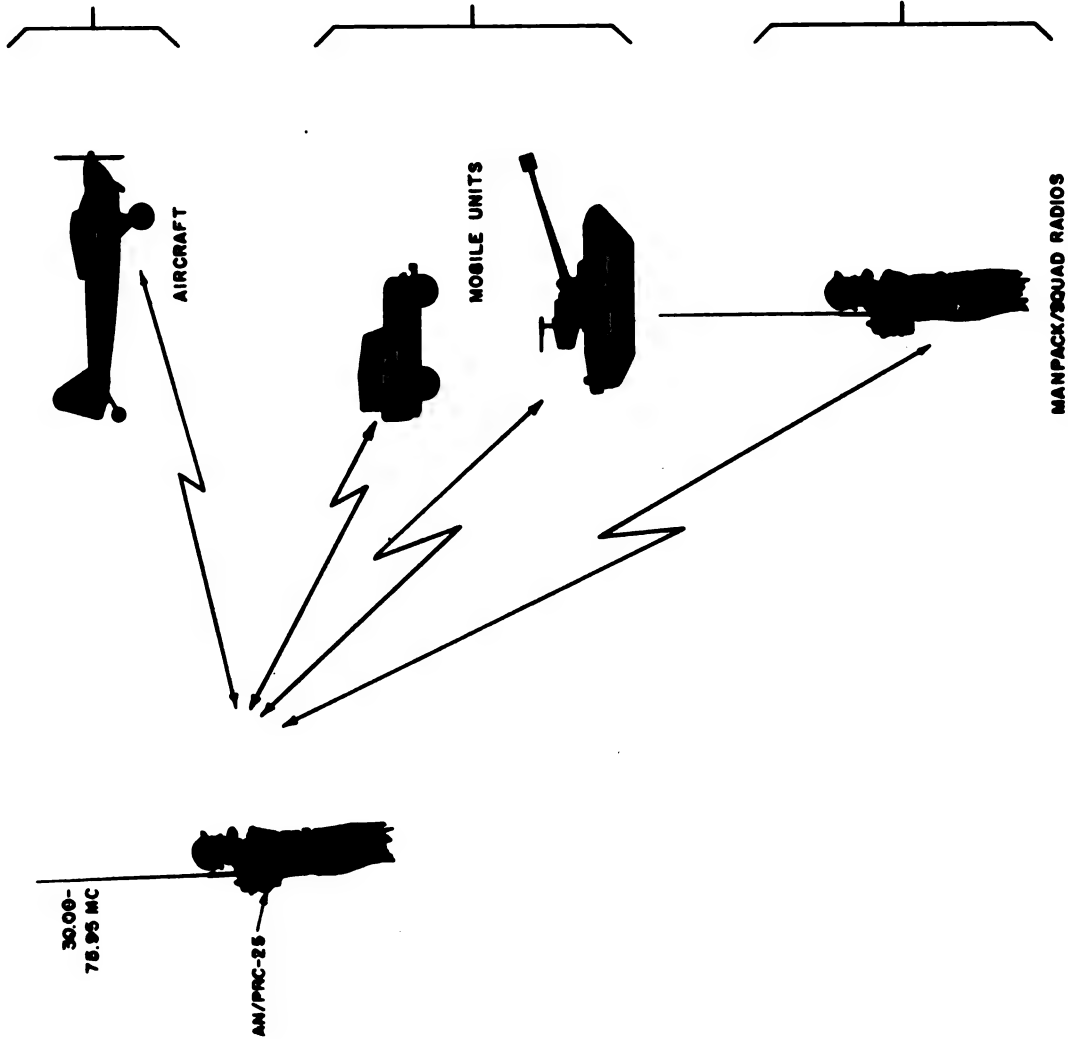 30.00-
75.95 MC
AN/PRC-25
AIRCRAFT
MOBILE UNITS
MANPACK/SQUAD RADIOS